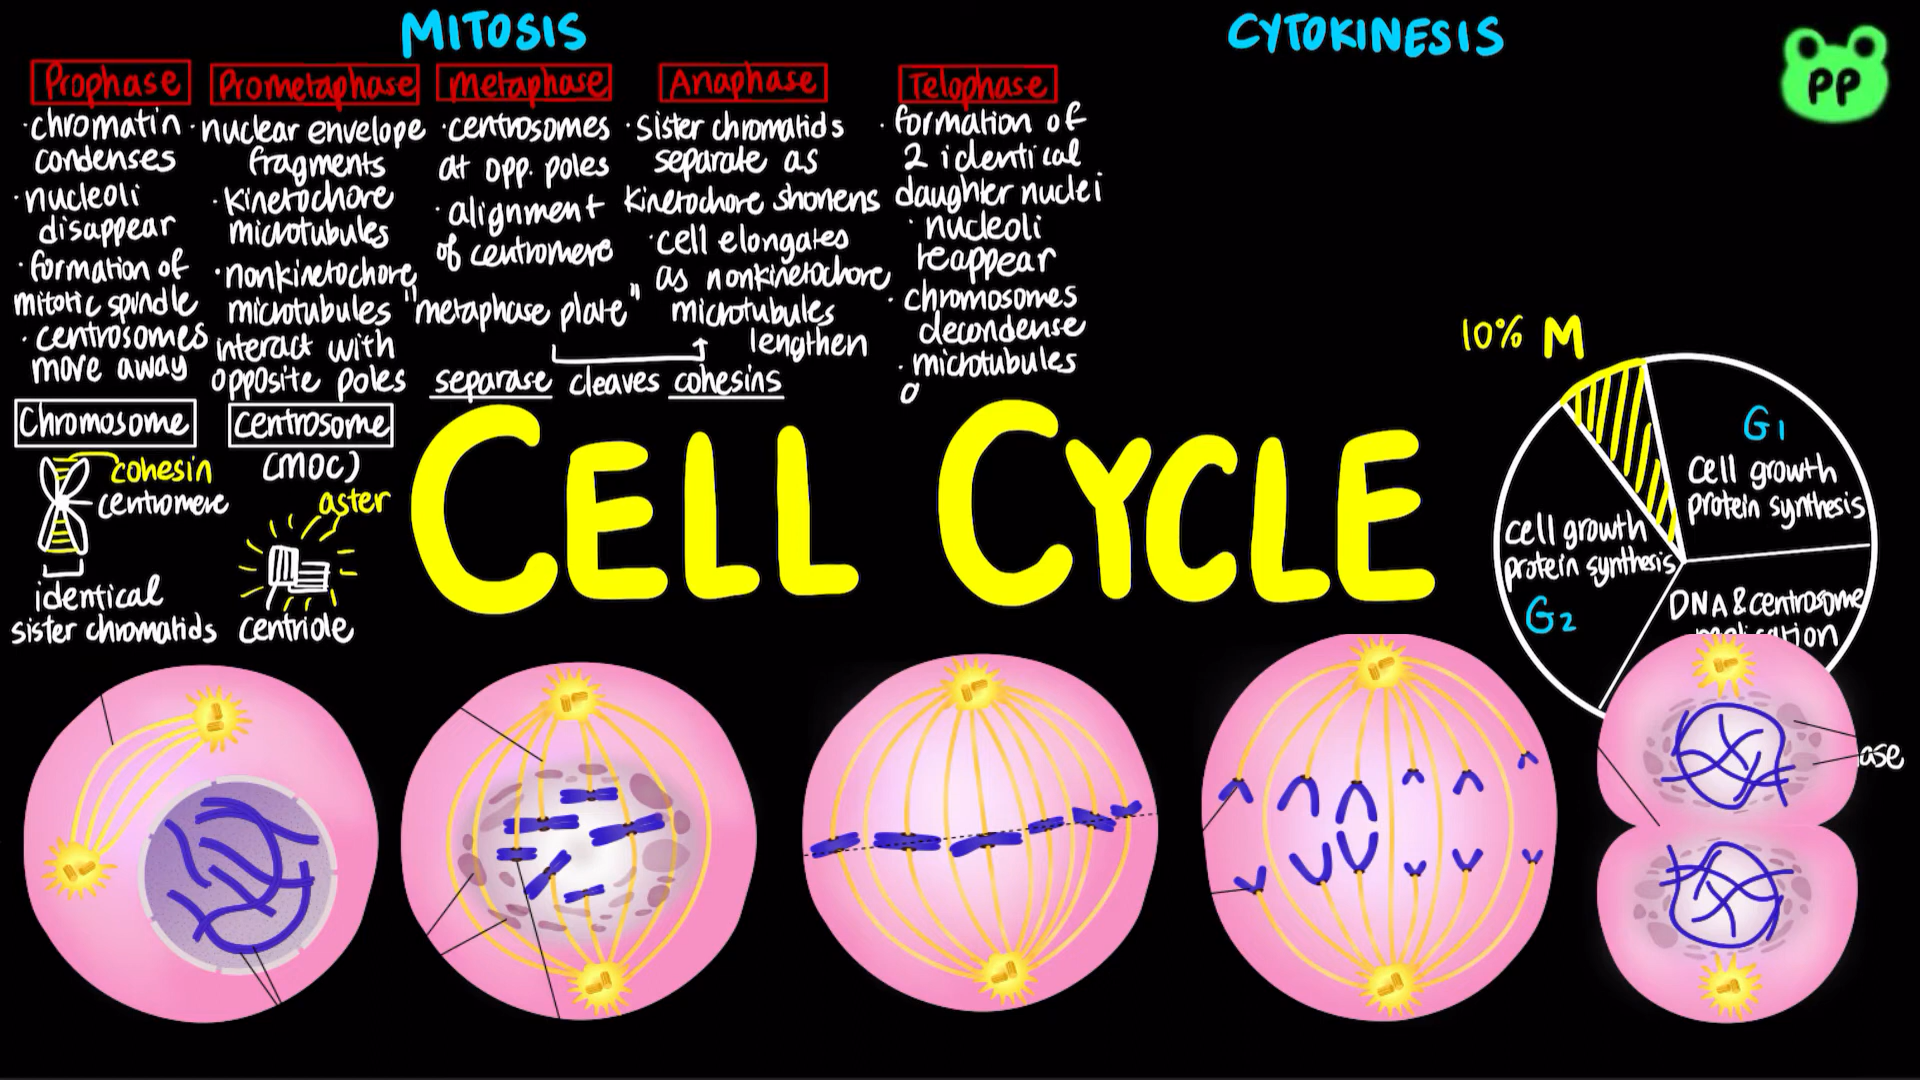 MITOSIS
CYTOKINESIS
PP
Prophase
· chromatin
condenses
· nucleoli
disappear
· formation of
mitotic spindle
· centrosomes
move away
Prometaphase
· nuclear envelope
fragments
· kinetochore
microtubules
· nonkinetochore
microtubules
interact with
opposite poles
metaphase
· centrosomes
at opp. poles
· alignment
of centromere
"metaphase plate"
Anaphase
· sister chromatids
separate as
kinetochore shortens
· cell elongates
as nonkinetochore
microtubules
lengthen
separase cleaves cohesins
Telophase
· formation of
2 identical
daughter nuclei
· nucleoli
reappear
· chromosomes
decondense
· microtubules
Chromosome
cohesin
centromere
identical
sister chromatids
centrosome
(MOC)
aster
centriole
CELL CYCLE
10% M
G1
cell growth
protein synthesis
cell growth
protein synthesis
G2
DNA & centrosome